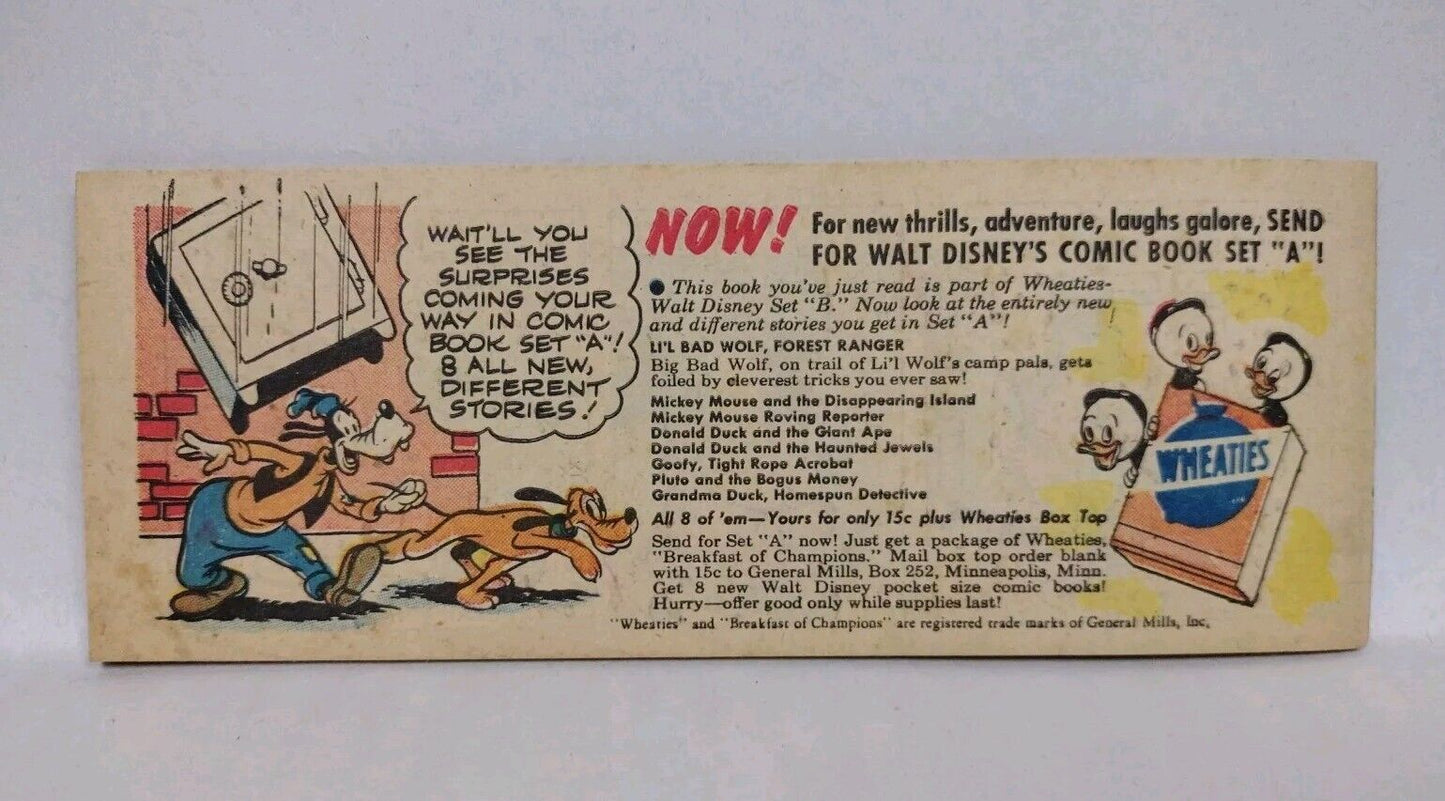 WAIT'LL YOU
SEE THE
SURPRISES
COMING YOUR
WAY IN COMIC
BOOK SET "A"!
8 ALL NEW,
DIFFERENT
STORIES!
NOW! For new thrills, adventure, laughs galore, SEND
FOR WALT DISNEY'S COMIC BOOK SET "A"!
● This book you've just read is part of Wheaties-
Walt Disney Set "B." Now look at the entirely new
and different stories you get in Set "A"!
LI'L BAD WOLF, FOREST RANGER
Big Bad Wolf, on trail of Li'l Wolf's camp pals, gets
foiled by cleverest tricks you ever saw!
Mickey Mouse and the Disappearing Island
Mickey Mouse Roving Reporter
Donald Duck and the Giant Ape
Donald Duck and the Haunted Jewels
Goofy, Tight Rope Acrobat
Pluto and the Bogus Money
Grandma Duck, Homespun Detective
All 8 of 'em—Yours for only 15c plus Wheaties Box Top
Send for Set "A" now! Just get a package of Wheaties,
"Breakfast of Champions." Mail box top order blank
with 15c to General Mills, Box 252, Minneapolis, Minn.
Get 8 new Walt Disney pocket size comic books!
Hurry—offer good only while supplies last!
"Wheaties" and "Breakfast of Champions" are registered trade marks of General Mills, Inc.
WHEATIES